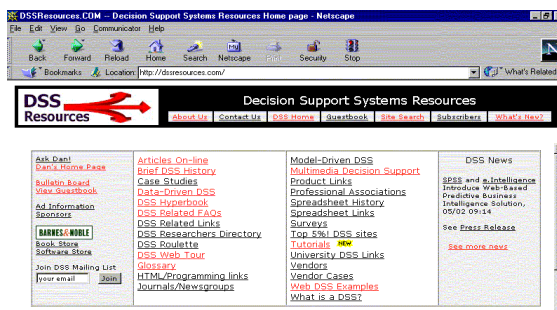 DSSResources.COM -- Decision Support Systems Resources Home page - Netscape
File Edit View Go Communicator Help
Back Forward Reload Home Search Netscape Print Security Stop
Bookmarks Location: http://dssresources.com/ What's Related
DSS
Resources
Decision Support Systems Resources
About Us Contact Us DSS Home Guestbook Site Search Subscribers What's New?
Ask Dan!
Dan's Home Page
Bulletin Board
View Guestbook
Ad Information
Sponsors
BARNES&NOBLE
Book Store
Software Store
Join DSS Mailing List
your email Join
Articles On-line
Brief DSS History
Case Studies
Data-Driven DSS
DSS Hyperbook
DSS Related FAQs
DSS Related Links
DSS Researchers Directory
DSS Roulette
DSS Web Tour
Glossary
HTML/Programming links
Journals/Newsgroups
Model-Driven DSS
Multimedia Decision Support
Product Links
Professional Associations
Spreadsheet History
Spreadsheet Links
Surveys
Top 5%! DSS sites
Tutorials NEW
University DSS Links
Vendors
Vendor Cases
Web DSS Examples
What is a DSS?
DSS News
SPSS and e.Intelligence
Introduce Web-Based
Predictive Business
Intelligence Solution,
05/02 09:14
See Press Release
See more news